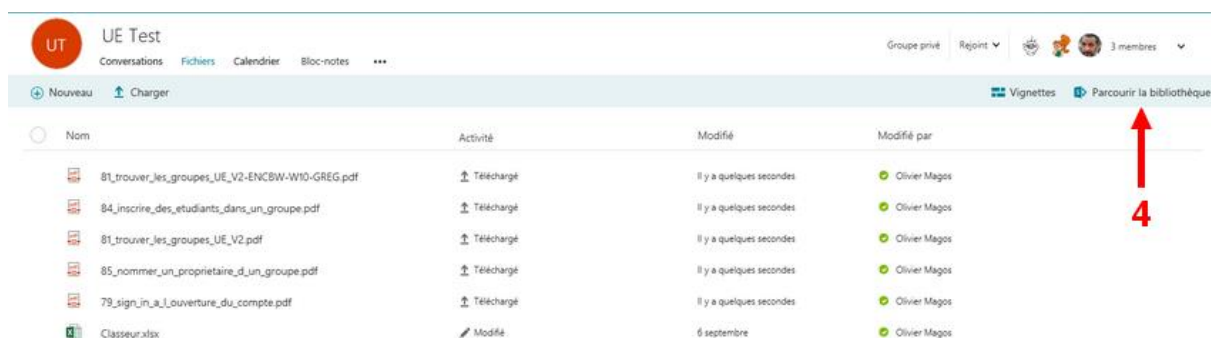 UT
UE Test
Groupe privé Rejoint 3 membres
Conversations Fichiers Calendrier Bloc-notes •••
Nouveau Charger Vignettes Parcourir la bibliothèque
Nom Activité Modifié Modifié par
81_trouver_les_groupes_UE_V2-ENCBW-W10-GREG.pdf Téléchargé Il y a quelques secondes Olivier Magos
84_inscrire_des_etudiants_dans_un_groupe.pdf Téléchargé Il y a quelques secondes Olivier Magos
81_trouver_les_groupes_UE_V2.pdf Téléchargé Il y a quelques secondes Olivier Magos
85_nommer_un_proprietaire_d_un_groupe.pdf Téléchargé Il y a quelques secondes Olivier Magos
79_sign_in_a_l_ouverture_du_compte.pdf Téléchargé Il y a quelques secondes Olivier Magos
Classeur.xlsx Modifié 6 septembre Olivier Magos
4